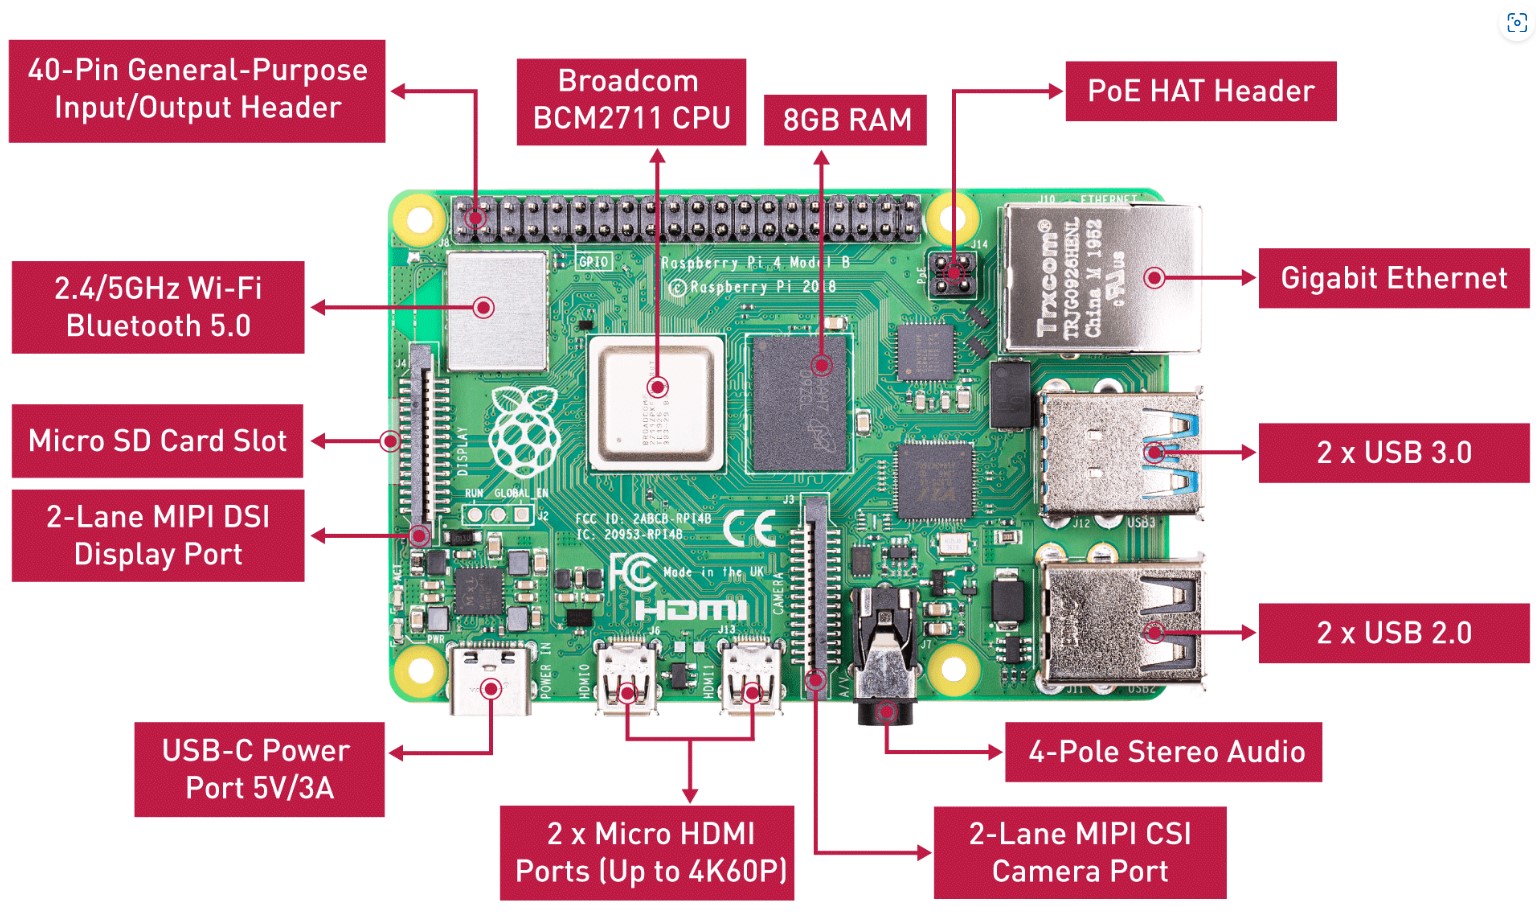 40-Pin General-Purpose
Input/Output Header
Broadcom
BCM2711 CPU
8GB RAM
PoE HAT Header
2.4/5GHz Wi-Fi
Bluetooth 5.0
Gigabit Ethernet
Micro SD Card Slot
2 x USB 3.0
2-Lane MIPI DSI
Display Port
2 x USB 2.0
USB-C Power
Port 5V/3A
2 x Micro HDMI
Ports (Up to 4K60P)
4-Pole Stereo Audio
2-Lane MIPI CSI
Camera Port
J10
ETHERNET
J8
GPIO
Raspberry Pi 4 Model B
©Raspberry Pi 2018
J14
PoE
Trxcom
TRJG0926HENL
China M 1952
J4
DISPLAY
RUN
GLOBAL_EN
J2
BROADCOM
FCC ID: 2ABCB-RPI4B
IC: 20953-RPI4B
CE
FC
Made in the UK
HDMI
J3
CAMERA
J12
USB3
ACT
PWR
POWER IN
HDMI0
J6
J13
HDMI1
A/V
J7
J11
USB2